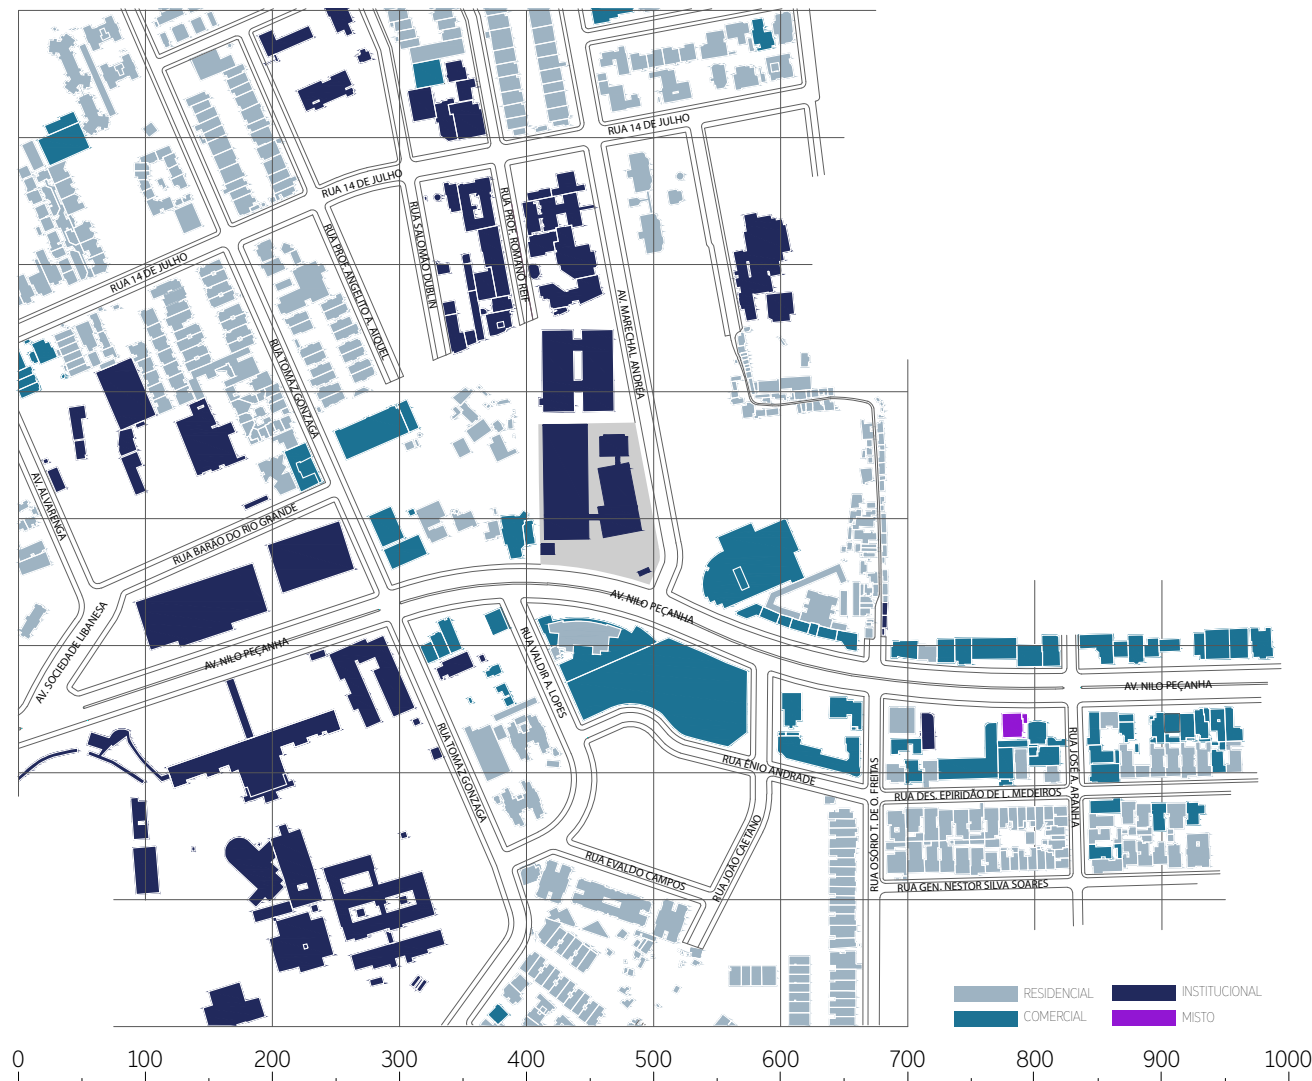 RUA 14 DE JULHO
RUA 14 DE JULHO
RUA 14 DE JULHO
RUA SALOMÃO DUBLIN
RUA PROF. ROMANO REIF
RUA PROF. ANGELITO A. AIQUEL
AV. MARECHAL ANDRÉA
RUA TOMAZ GONZAGA
AV. ALVARENGA
RUA BARÃO DO RIO GRANDE
AV. NILO PEÇANHA
AV. SOCIEDADE LIBANESA
AV. NILO PEÇANHA
RUA VALDIR A. LOPES
AV. NILO PEÇANHA
RUA TOMAZ GONZAGA
RUA ENIO ANDRADE
RUA JOSÉ A. ARANHA
RUA OSÓRIO T. DE O. FREITAS
RUA DES. EPIRIDÃO DE L. MEDEIROS
RUA JOÃO CAETANO
RUA EVALDO CAMPOS
RUA GEN. NESTOR SILVA SOARES
RESIDENCIAL
INSTITUCIONAL
COMERCIAL
MISTO
0 100 200 300 400 500 600 700 800 900 1000